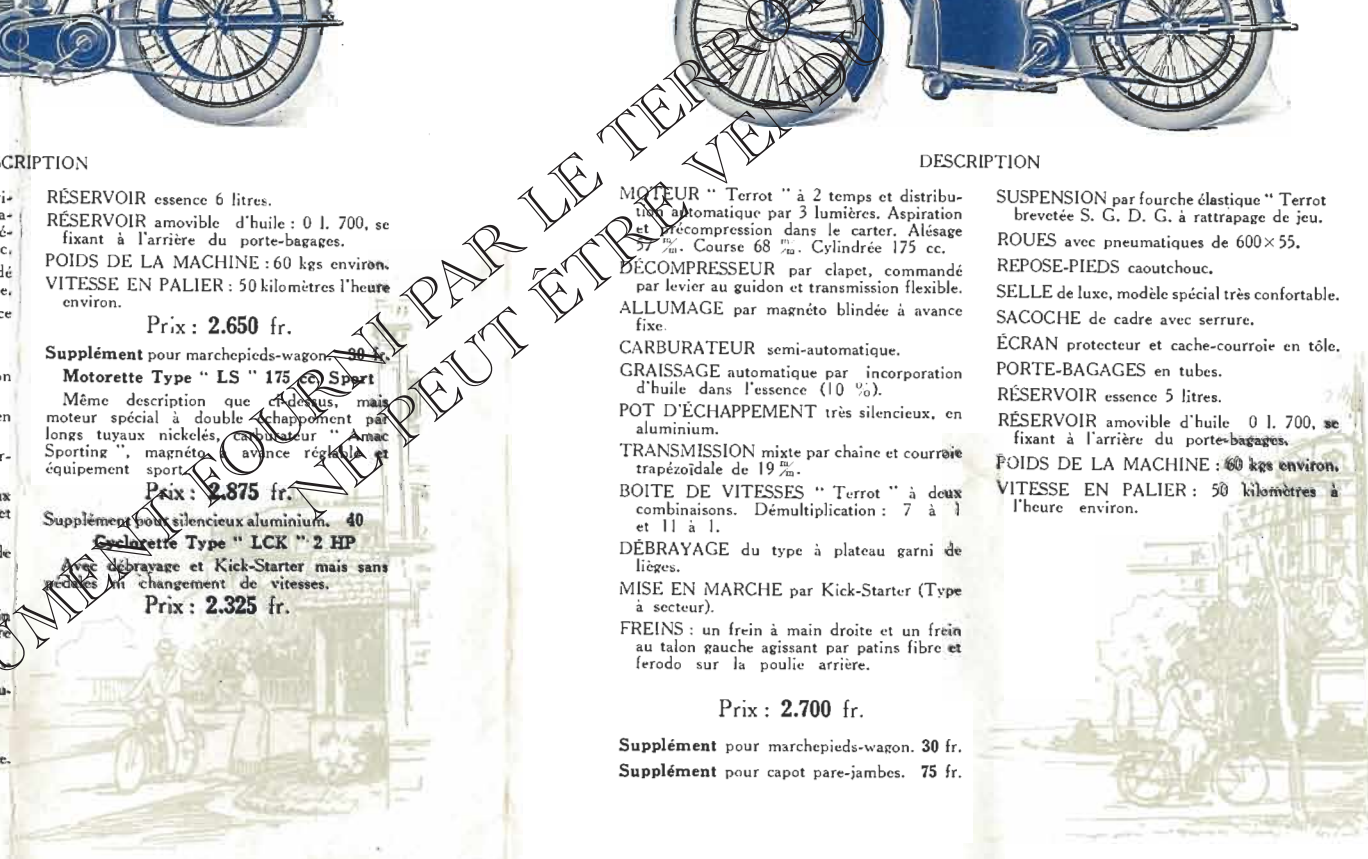 CRIPTION
RÉSERVOIR essence 6 litres.
RÉSERVOIR amovible d'huile : 0 l. 700, se
fixant à l'arrière du porte-bagages.
POIDS DE LA MACHINE : 60 kgs environ.
VITESSE EN PALIER : 50 kilomètres l'heure
environ.
Prix : 2.650 fr.
Supplément pour marchepieds-wagon. 30 fr.
Motorette Type “ LS ” 175 cc. Sport
Même description que ci-dessus, mais
moteur spécial à double échappement par
longs tuyaux nickelés, carburateur “ Amac
Sporting ”, magnéto à avance réglable et
équipement sport.
Prix : 2.875 fr.
Supplément pour silencieux aluminium. 40
Cyclorette Type “ LCK ” 2 HP
Avec débrayage et Kick-Starter mais sans
pédales ni changement de vitesses.
Prix : 2.325 fr.
DESCRIPTION
MOTEUR “ Terrot ” à 2 temps et distribu-
tion automatique par 3 lumières. Aspiration
et précompression dans le carter. Alésage
57 m/m. Course 68 m/m. Cylindrée 175 cc.
DÉCOMPRESSEUR par clapet, commandé
par levier au guidon et transmission flexible.
ALLUMAGE par magnéto blindée à avance
fixe.
CARBURATEUR semi-automatique.
GRAISSAGE automatique par incorporation
d'huile dans l'essence (10 %).
POT D'ÉCHAPPEMENT très silencieux, en
aluminium.
TRANSMISSION mixte par chaine et courroie
trapézoïdale de 19 m/m.
BOITE DE VITESSES “ Terrot ” à deux
combinaisons. Démultiplication : 7 à 1
et 11 à 1.
DÉBRAYAGE du type à plateau garni de
lièges.
MISE EN MARCHE par Kick-Starter (Type
à secteur).
FREINS : un frein à main droite et un frein
au talon gauche agissant par patins fibre et
ferodo sur la poulie arrière.
Prix : 2.700 fr.
Supplément pour marchepieds-wagon. 30 fr.
Supplément pour capot pare-jambes. 75 fr.
SUSPENSION par fourche élastique “ Terrot
brevetée S. G. D. G. à rattrapage de jeu.
ROUES avec pneumatiques de 600×55.
REPOSE-PIEDS caoutchouc.
SELLE de luxe, modèle spécial très confortable.
SACOCHE de cadre avec serrure.
ÉCRAN protecteur et cache-courroie en tôle.
PORTE-BAGAGES en tubes.
RÉSERVOIR essence 5 litres.
RÉSERVOIR amovible d'huile 0 l. 700, se
fixant à l'arrière du porte-bagages.
POIDS DE LA MACHINE : 60 kgs environ.
VITESSE EN PALIER : 50 kilomètres à
l'heure environ.
UMENT FOURNI PAR LE TERR
NE PEUT ÊTRE VENDU